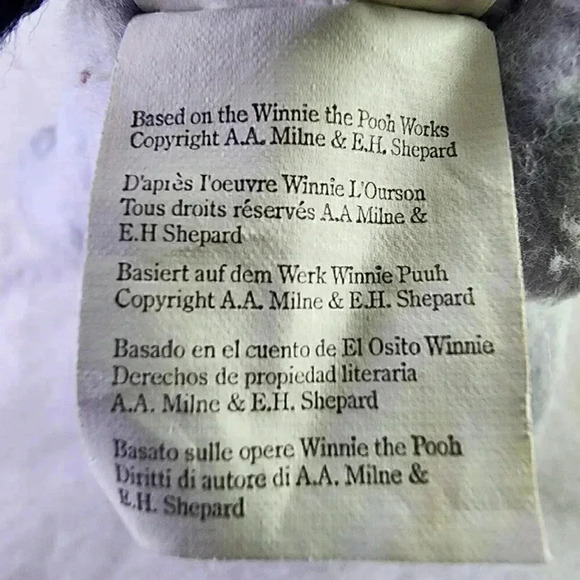 Based on the Winnie the Pooh Works
Copyright A.A. Milne & E.H. Shepard
D'après l'oeuvre Winnie L'Ourson
Tous droits réservés A.A Milne &
E.H Shepard
Basiert auf dem Werk Winnie Puuh
Copyright A.A. Milne & E.H. Shepard
Basado en el cuento de El Osito Winnie
Derechos de propiedad literaria
A.A. Milne & E.H. Shepard
Basato sulle opere Winnie the Pooh
Diritti di autore di A.A. Milne &
E.H. Shepard